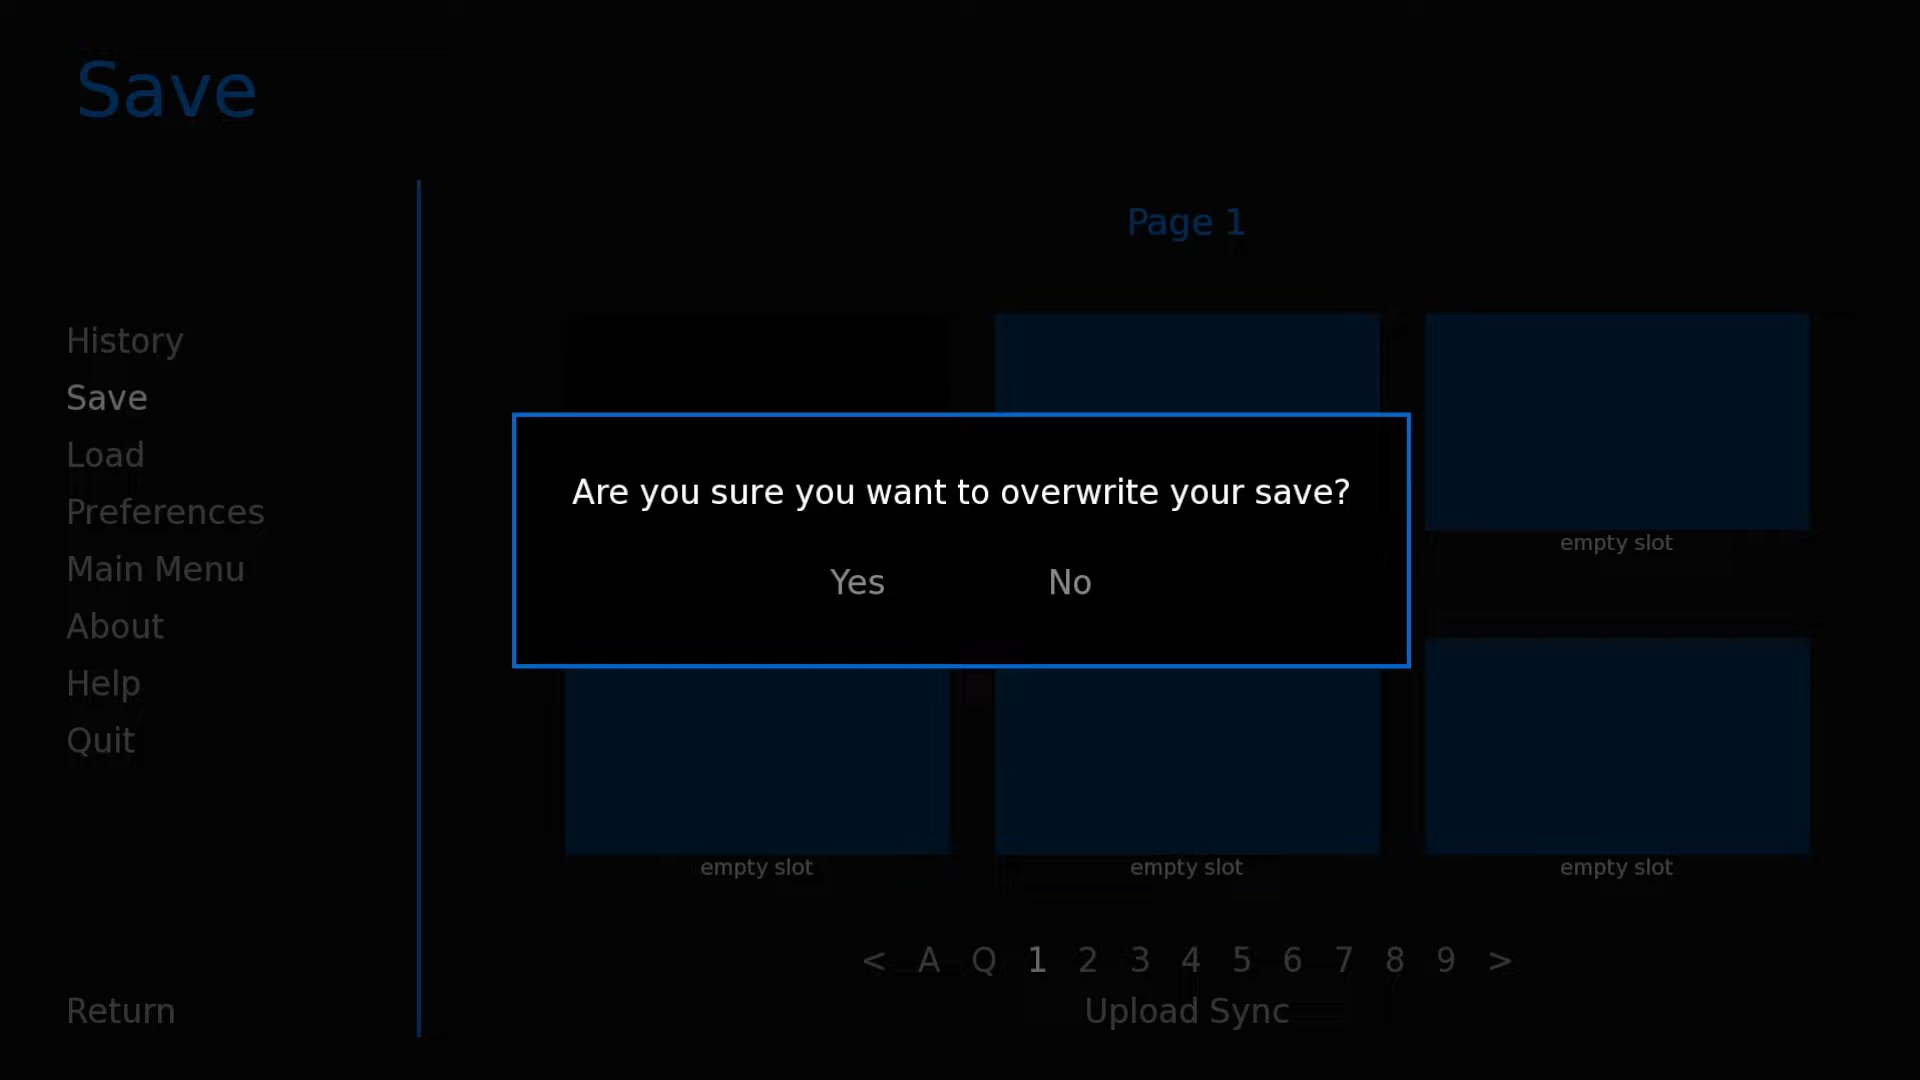 Save
Page 1
History
Save
Load
Preferences
Main Menu
About
Help
Quit
Return
Are you sure you want to overwrite your save?
Yes No
empty slot
empty slot empty slot empty slot
< A Q 1 2 3 4 5 6 7 8 9 >
Upload Sync